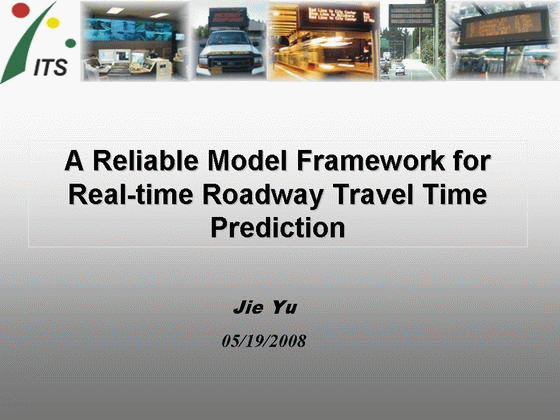 ITS
A Reliable Model Framework for
Real-time Roadway Travel Time
Prediction
Jie Yu
05/19/2008